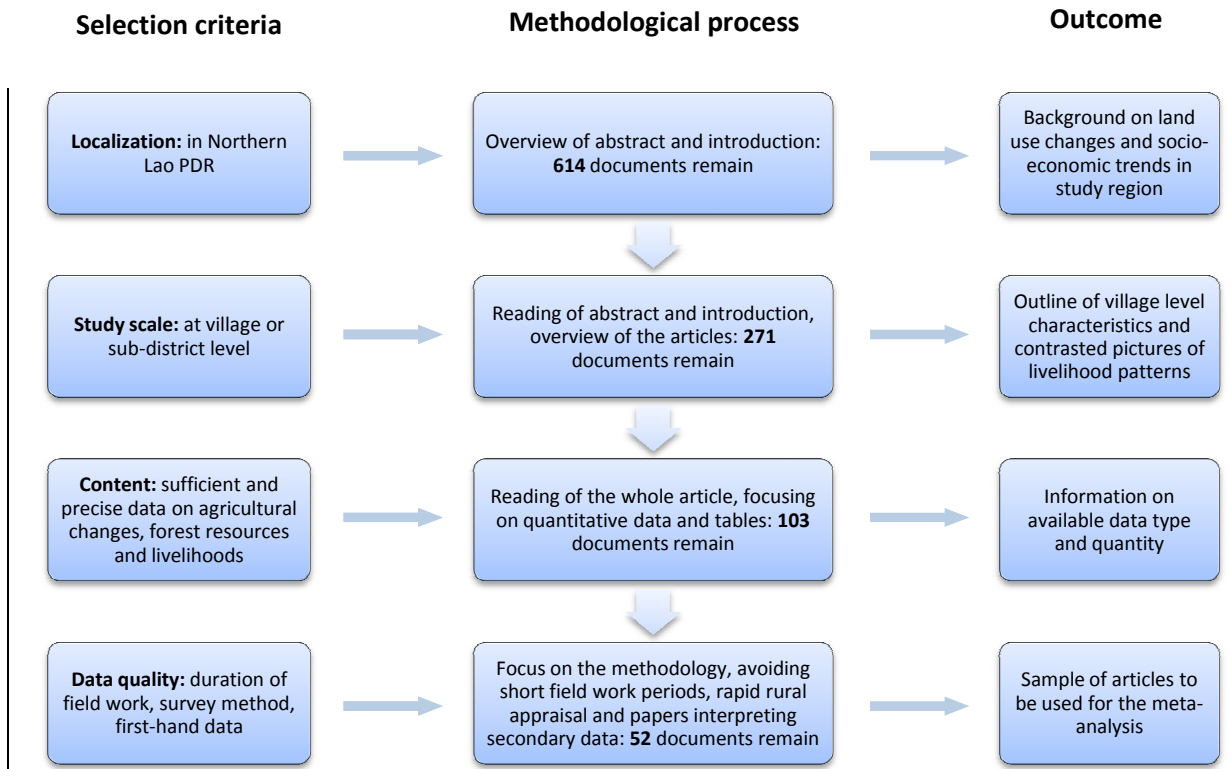 Selection criteria
Methodological process
Outcome
Localization: in Northern
Lao PDR
Overview of abstract and introduction:
614 documents remain
Background on land
use changes and socio-
economic trends in
study region
Study scale: at village or
sub-district level
Reading of abstract and introduction,
overview of the articles: 271
documents remain
Outline of village level
characteristics and
contrasted pictures of
livelihood patterns
Content: sufficient and
precise data on agricultural
changes, forest resources
and livelihoods
Reading of the whole article, focusing
on quantitative data and tables: 103
documents remain
Information on
available data type
and quantity
Data quality: duration of
field work, survey method,
first-hand data
Focus on the methodology, avoiding
short field work periods, rapid rural
appraisal and papers interpreting
secondary data: 52 documents remain
Sample of articles to
be used for the meta-
analysis